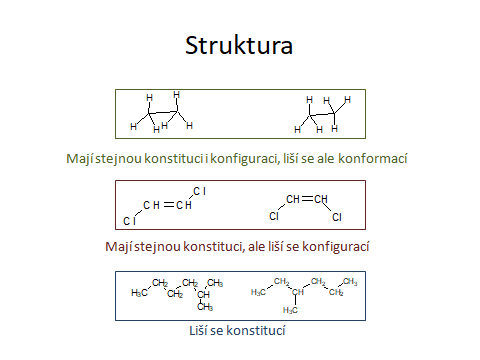 Struktura
H H H H H H
H H H H H H
Mají stejnou konstituci i konfiguraci, liší se ale konformací
Cl CH=CH Cl
Cl CH=CH Cl
Mají stejnou konstituci, ale liší se konfigurací
H3C CH2 CH2 CH2 CH CH3 CH3
H3C CH2 CH H3C CH2 CH2 CH3
Liší se konstitucí